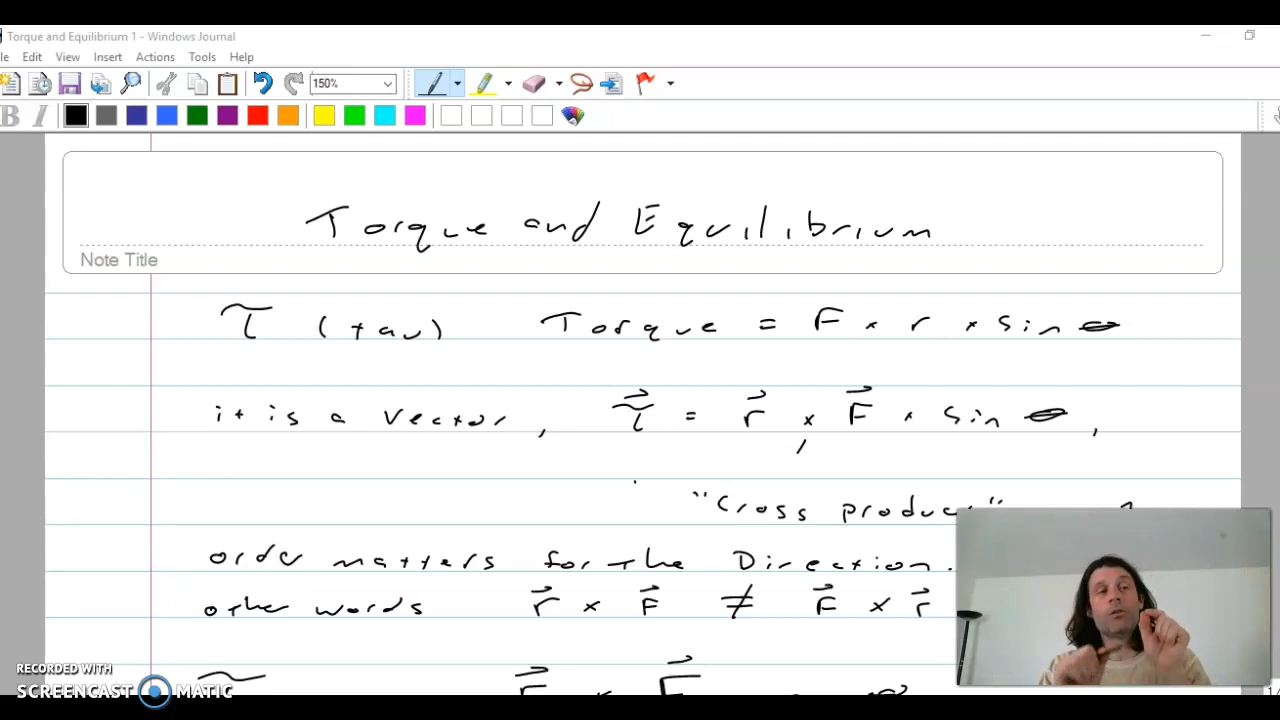 Torque and Equilibrium 1 - Windows Journal
le Edit View Insert Actions Tools Help
150%
B I
Torque and Equilibrium
Note Title
τ (tau) Torque = F × r × sin θ
it is a vector, τ⃗ = r⃗ × F⃗ × sin θ,
"Cross product"
order matters for the Direction.
other words r⃗ × F⃗ ≠ F⃗ × r⃗
RECORDED WITH
SCREENCAST MATIC